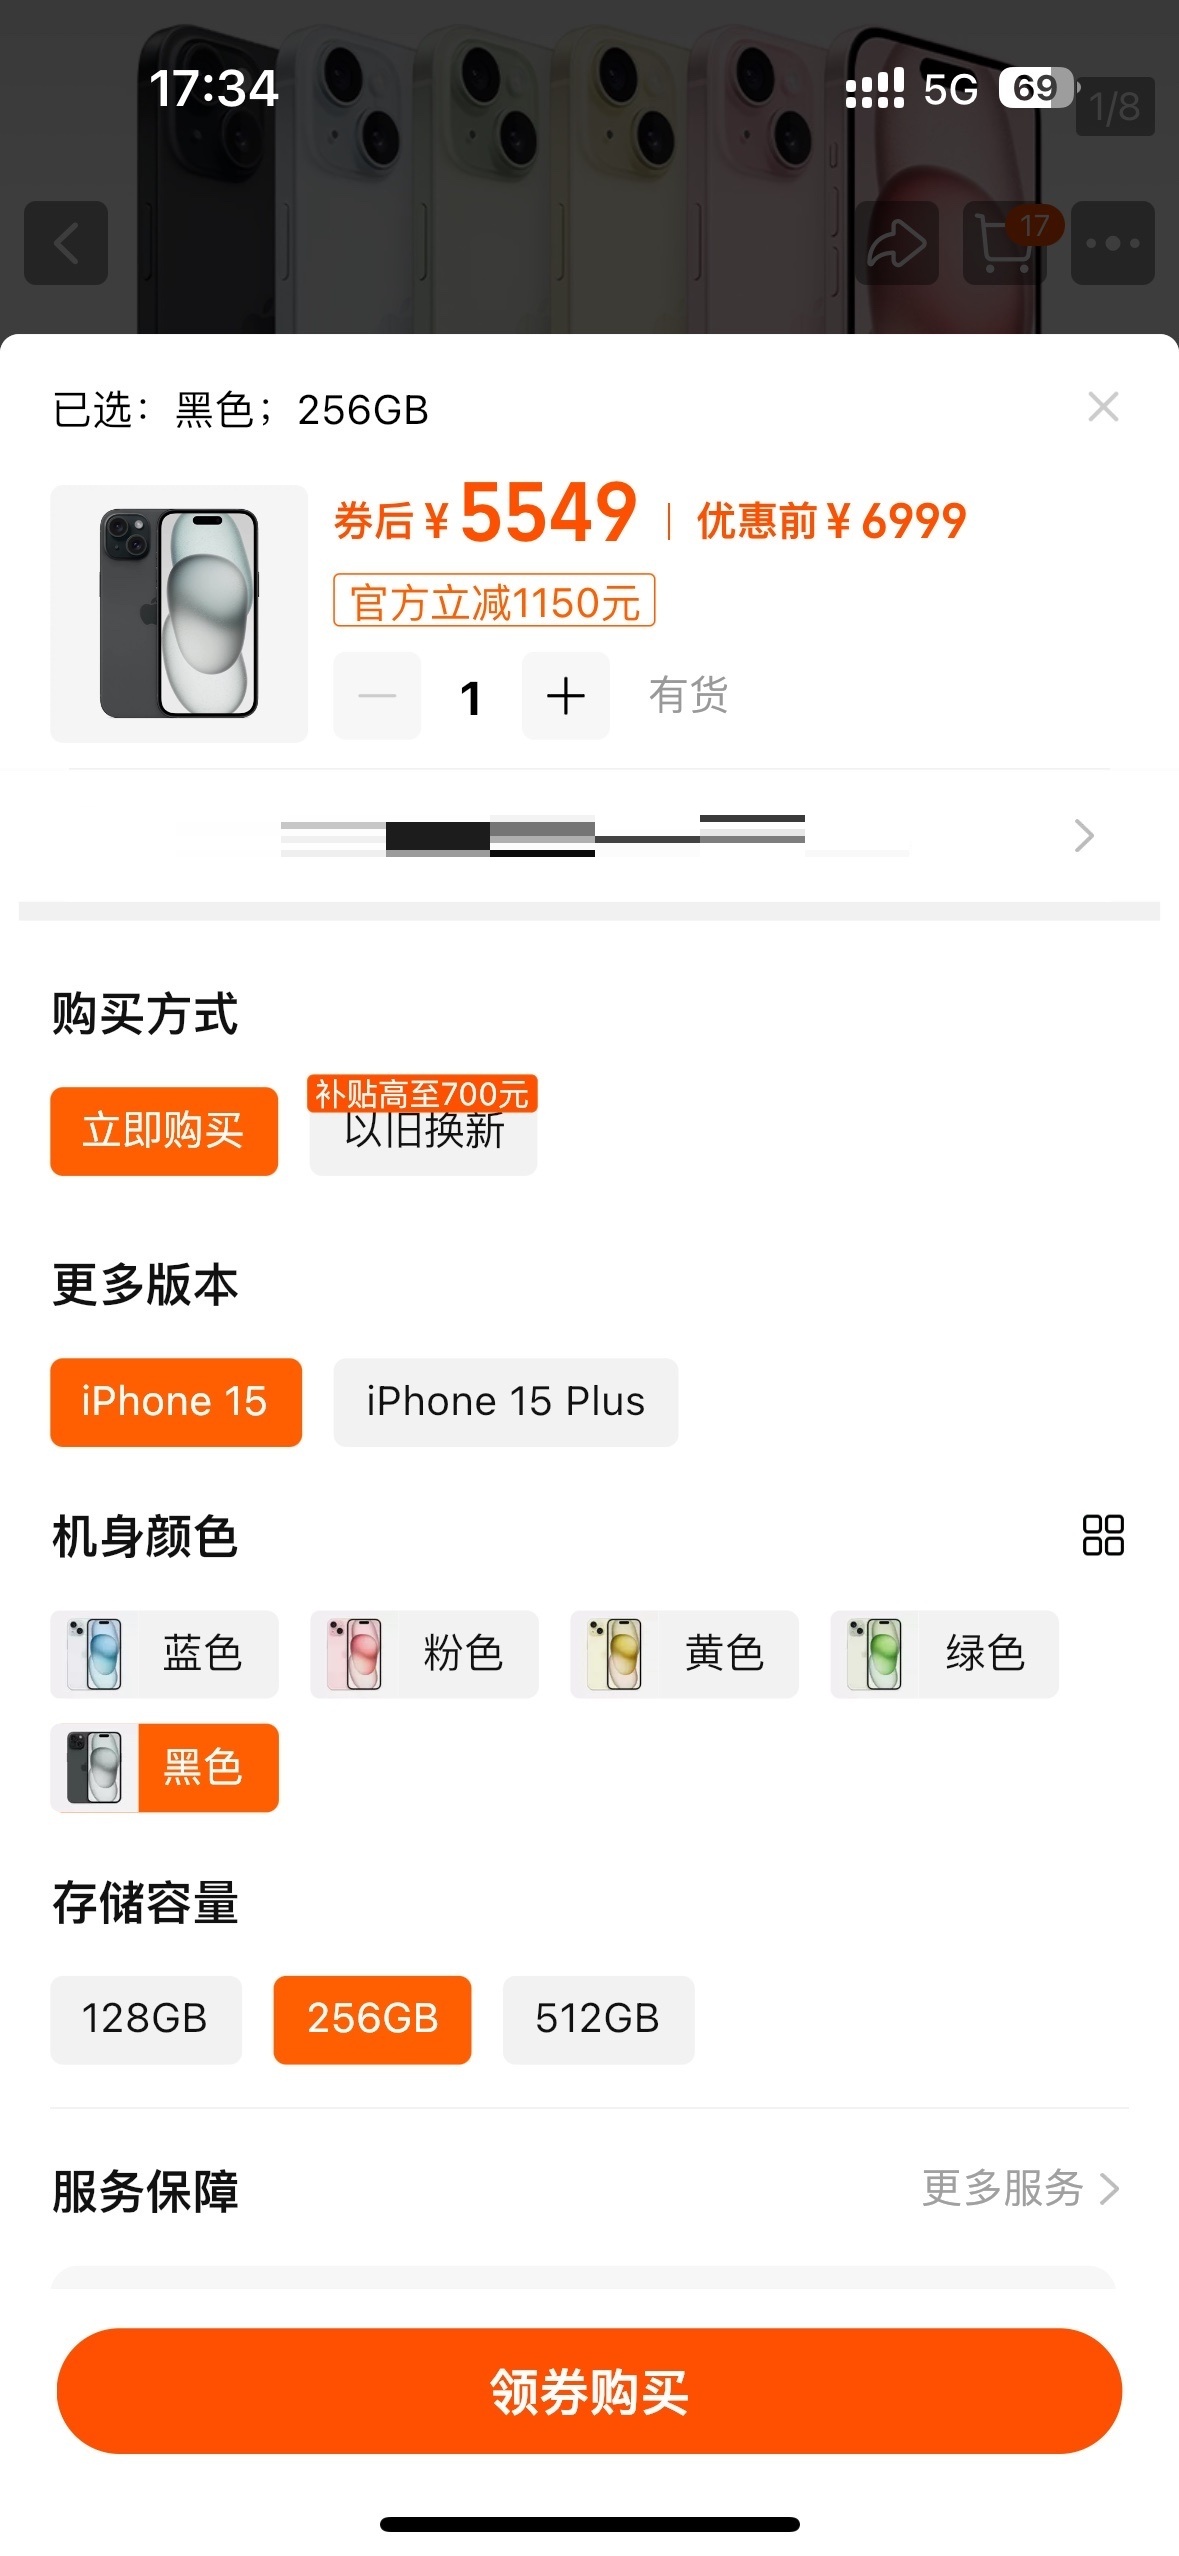 17:34
5G 69
1/8
17
已选：黑色；256GB
券后¥5549 | 优惠前¥6999
官方立减1150元
1 有货
购买方式
补贴高至700元
立即购买 以旧换新
更多版本
iPhone 15 iPhone 15 Plus
机身颜色
蓝色 粉色 黄色 绿色
黑色
存储容量
128GB 256GB 512GB
服务保障 更多服务
领券购买